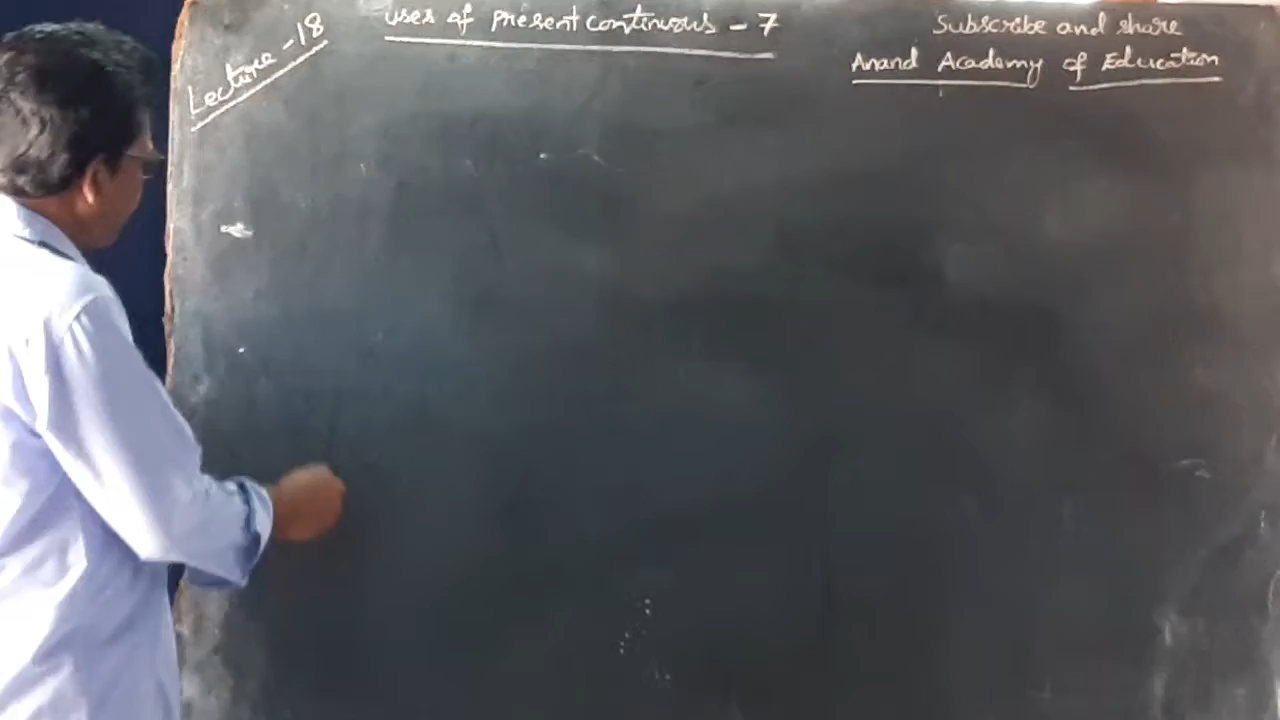 Lecture -18
uses of present continuous - 7
Subscribe and share
Anand Academy of Education